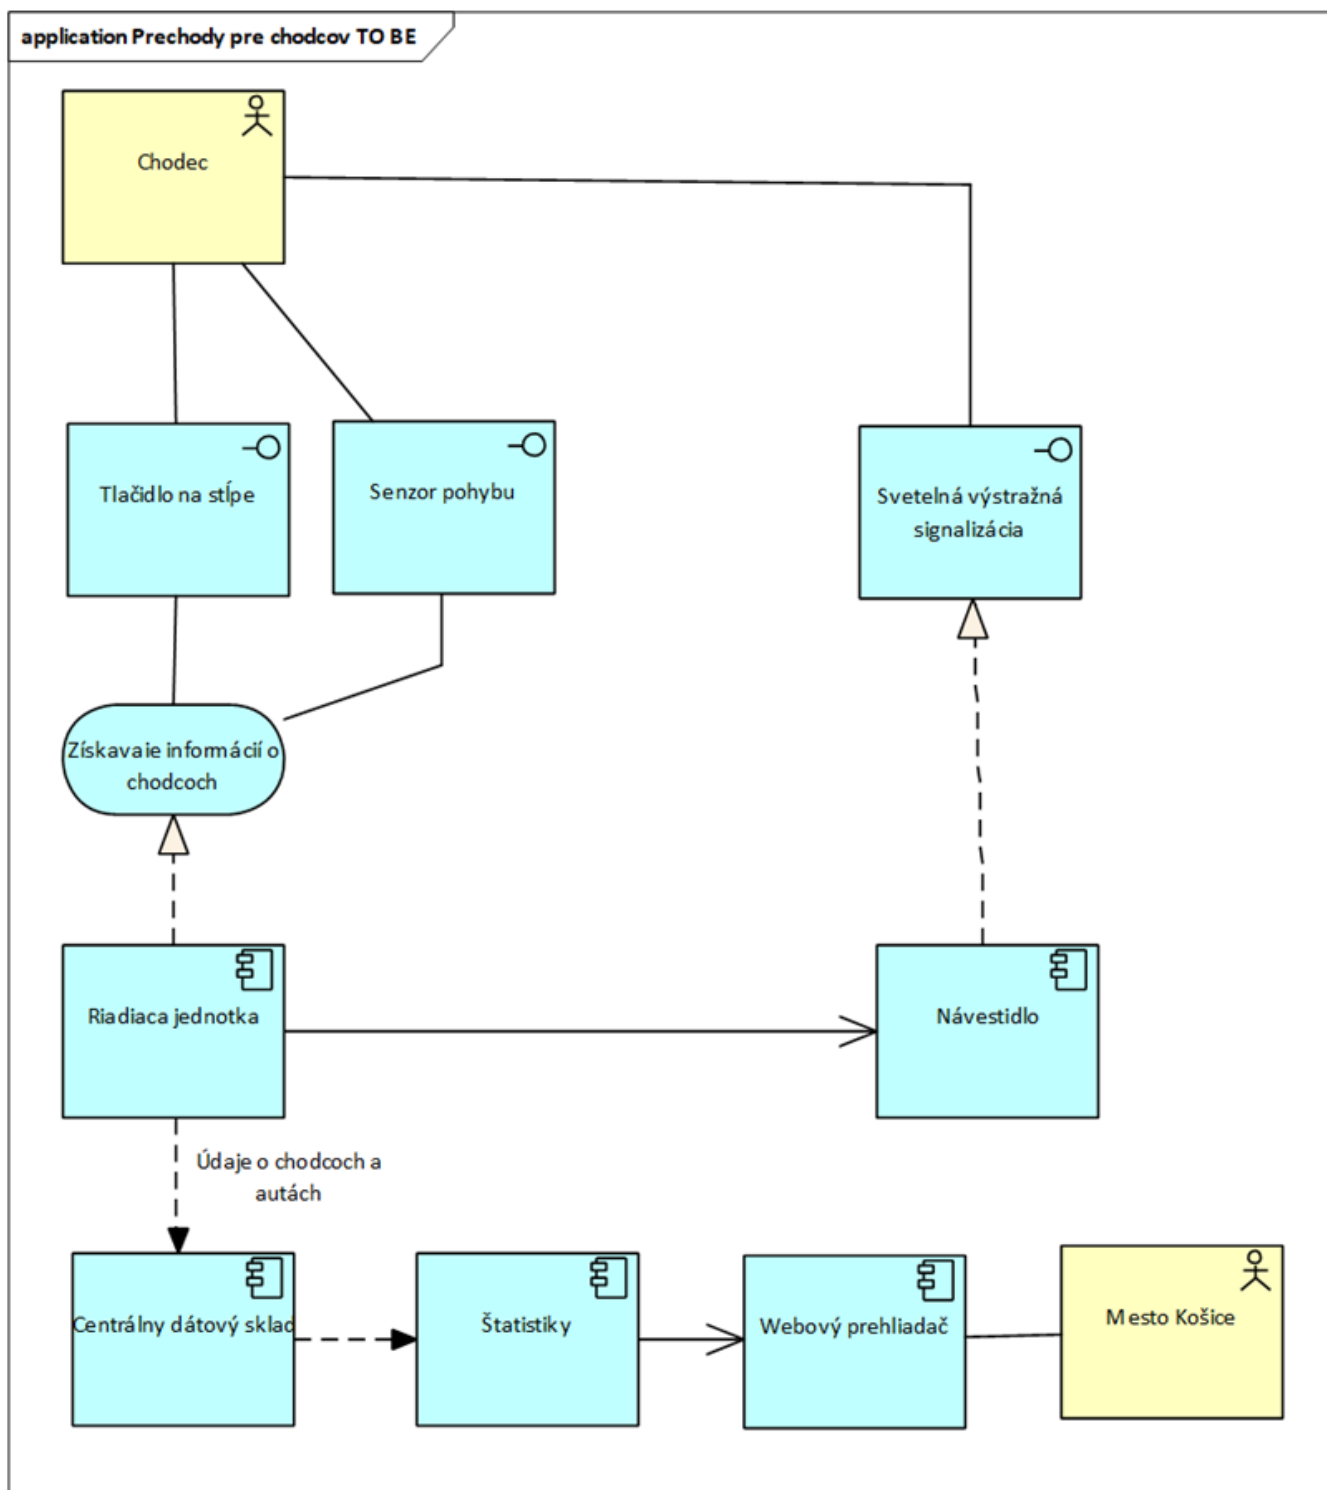 application Prechody pre chodcov TO BE
Chodec
Tlačidlo na stĺpe
Senzor pohybu
Svetelná výstražná
signalizácia
Získavaie informácií o
chodcoch
Riadiaca jednotka
Návestidlo
Údaje o chodcoch a
autách
Centrálny dátový sklad
Štatistiky
Webový prehliadač
Mesto Košice